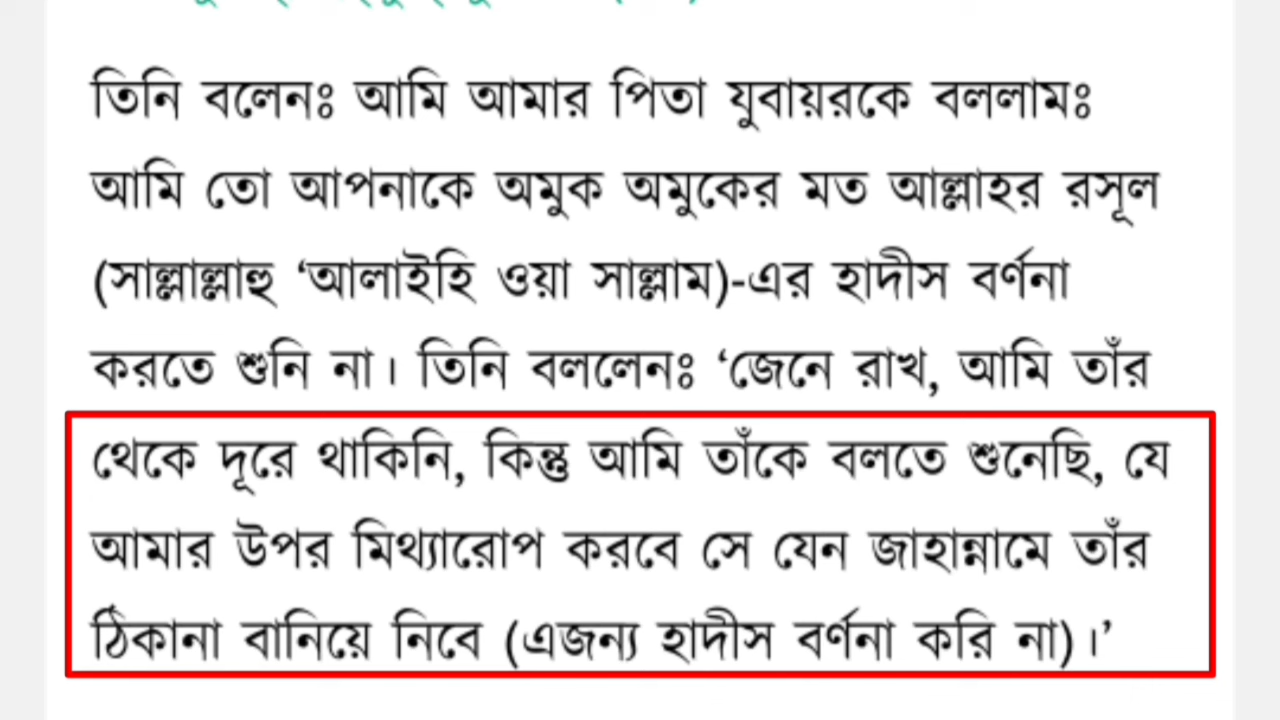 তিনি বলেনঃ আমি আমার পিতা যুবায়রকে বললামঃ
আমি তো আপনাকে অমুক অমুকের মত আল্লাহর রসূল
(সাল্লাল্লাহু ‘আলাইহি ওয়া সাল্লাম)-এর হাদীস বর্ণনা
করতে শুনি না। তিনি বললেনঃ ‘জেনে রাখ, আমি তাঁর
থেকে দূরে থাকিনি, কিন্তু আমি তাঁকে বলতে শুনেছি, যে
আমার উপর মিথ্যারোপ করবে সে যেন জাহান্নামে তাঁর
ঠিকানা বানিয়ে নিবে (এজন্য হাদীস বর্ণনা করি না)।’